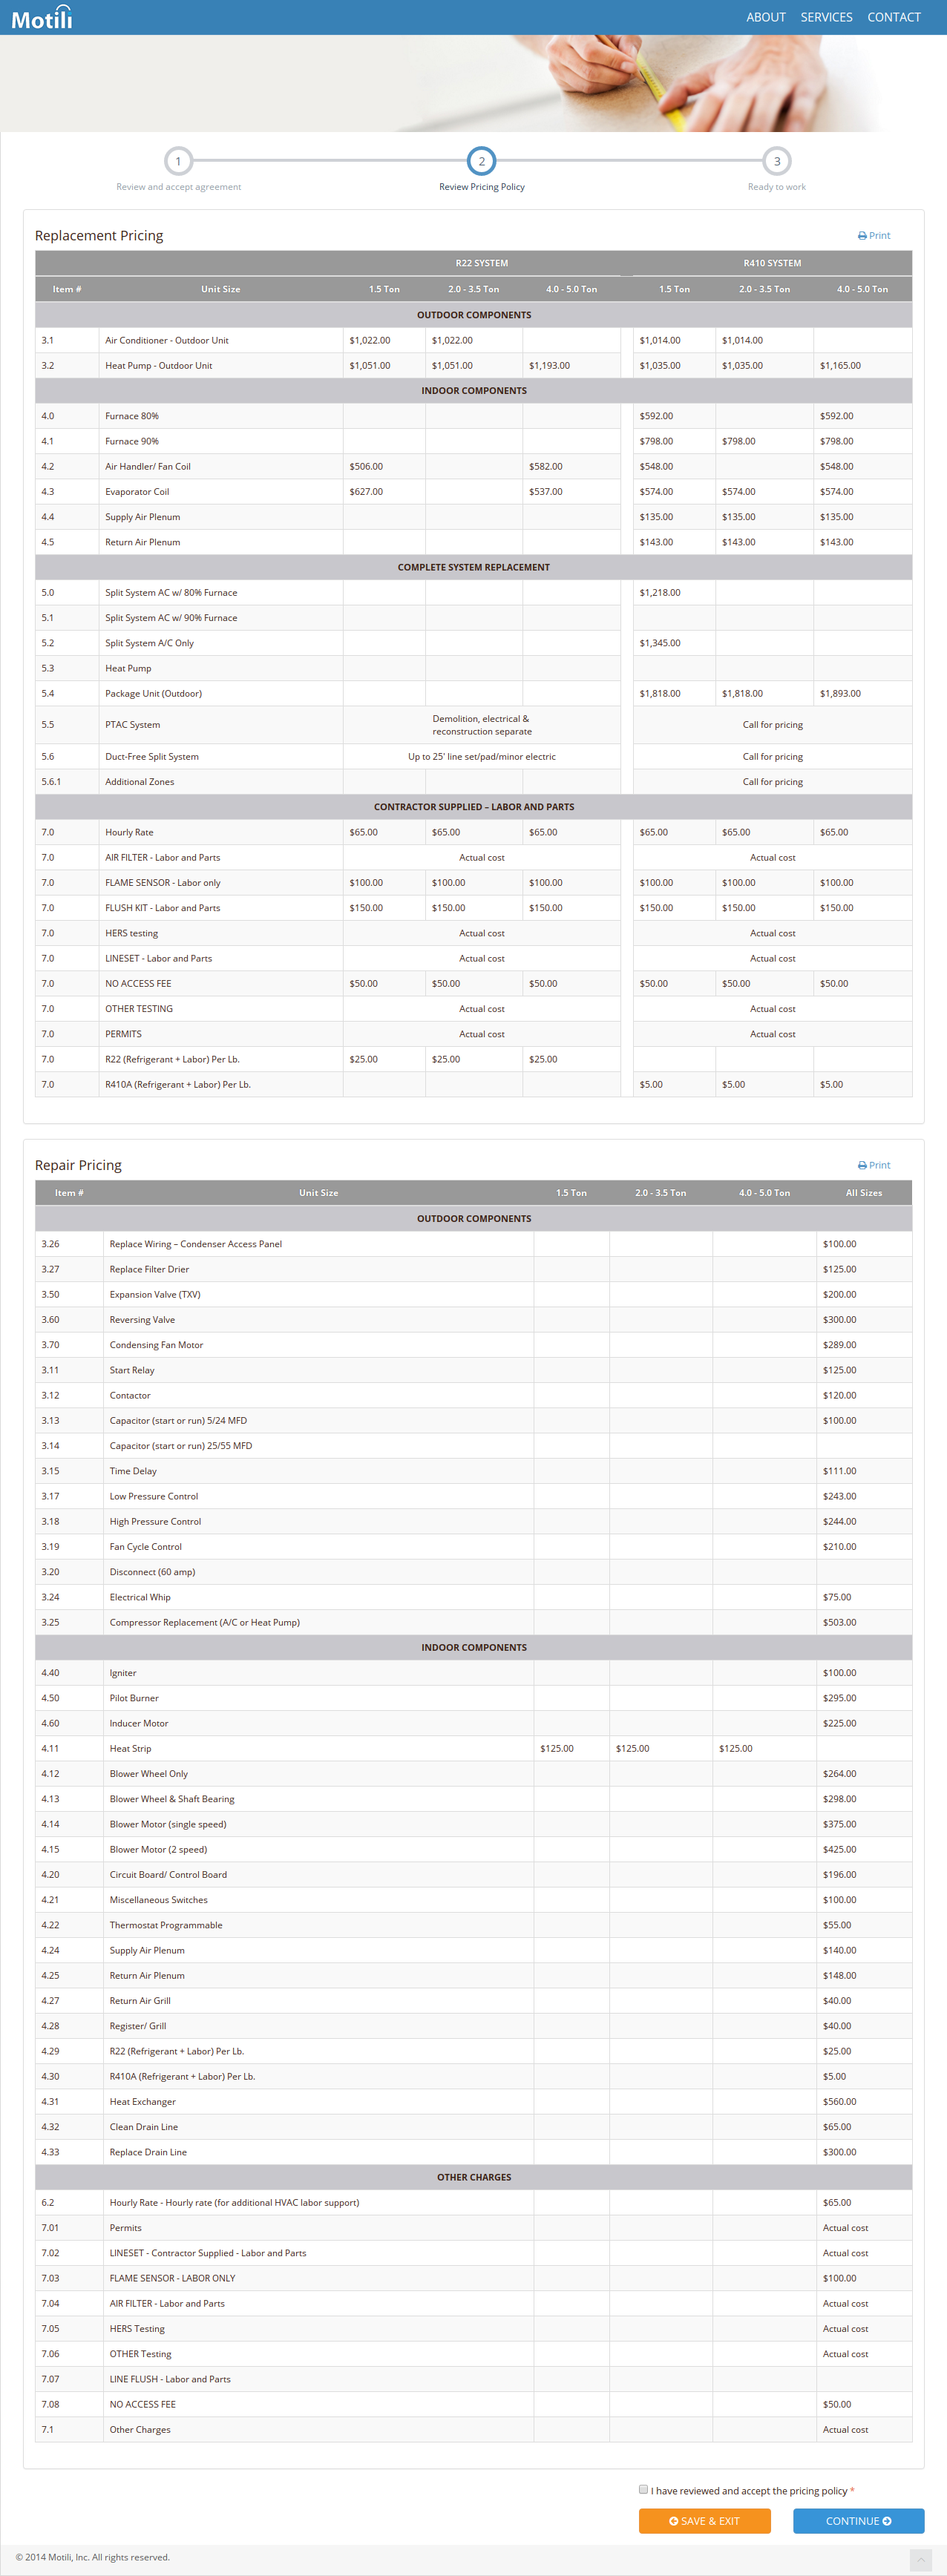 Motili
ABOUT SERVICES CONTACT
1 2 3
Review and accept agreement Review Pricing Policy Ready to work
Replacement Pricing Print
R22 SYSTEM R410 SYSTEM
Item # Unit Size 1.5 Ton 2.0 - 3.5 Ton 4.0 - 5.0 Ton 1.5 Ton 2.0 - 3.5 Ton 4.0 - 5.0 Ton
OUTDOOR COMPONENTS
3.1 Air Conditioner - Outdoor Unit $1,022.00 $1,022.00 $1,014.00 $1,014.00
3.2 Heat Pump - Outdoor Unit $1,051.00 $1,051.00 $1,193.00 $1,035.00 $1,035.00 $1,165.00
INDOOR COMPONENTS
4.0 Furnace 80% $592.00 $592.00
4.1 Furnace 90% $798.00 $798.00 $798.00
4.2 Air Handler/ Fan Coil $506.00 $582.00 $548.00 $548.00
4.3 Evaporator Coil $627.00 $537.00 $574.00 $574.00 $574.00
4.4 Supply Air Plenum $135.00 $135.00 $135.00
4.5 Return Air Plenum $143.00 $143.00 $143.00
COMPLETE SYSTEM REPLACEMENT
5.0 Split System AC w/ 80% Furnace $1,218.00
5.1 Split System AC w/ 90% Furnace
5.2 Split System A/C Only $1,345.00
5.3 Heat Pump
5.4 Package Unit (Outdoor) $1,818.00 $1,818.00 $1,893.00
5.5 PTAC System Demolition, electrical &
reconstruction separate Call for pricing
5.6 Duct-Free Split System Up to 25' line set/pad/minor electric Call for pricing
5.6.1 Additional Zones Call for pricing
CONTRACTOR SUPPLIED – LABOR AND PARTS
7.0 Hourly Rate $65.00 $65.00 $65.00 $65.00 $65.00 $65.00
7.0 AIR FILTER - Labor and Parts Actual cost Actual cost
7.0 FLAME SENSOR - Labor only $100.00 $100.00 $100.00 $100.00 $100.00 $100.00
7.0 FLUSH KIT - Labor and Parts $150.00 $150.00 $150.00 $150.00 $150.00 $150.00
7.0 HERS testing Actual cost Actual cost
7.0 LINESET - Labor and Parts Actual cost Actual cost
7.0 NO ACCESS FEE $50.00 $50.00 $50.00 $50.00 $50.00 $50.00
7.0 OTHER TESTING Actual cost Actual cost
7.0 PERMITS Actual cost Actual cost
7.0 R22 (Refrigerant + Labor) Per Lb. $25.00 $25.00 $25.00
7.0 R410A (Refrigerant + Labor) Per Lb. $5.00 $5.00 $5.00
Repair Pricing Print
Item # Unit Size 1.5 Ton 2.0 - 3.5 Ton 4.0 - 5.0 Ton All Sizes
OUTDOOR COMPONENTS
3.26 Replace Wiring – Condenser Access Panel $100.00
3.27 Replace Filter Drier $125.00
3.50 Expansion Valve (TXV) $200.00
3.60 Reversing Valve $300.00
3.70 Condensing Fan Motor $289.00
3.11 Start Relay $125.00
3.12 Contactor $120.00
3.13 Capacitor (start or run) 5/24 MFD $100.00
3.14 Capacitor (start or run) 25/55 MFD
3.15 Time Delay $111.00
3.17 Low Pressure Control $243.00
3.18 High Pressure Control $244.00
3.19 Fan Cycle Control $210.00
3.20 Disconnect (60 amp)
3.24 Electrical Whip $75.00
3.25 Compressor Replacement (A/C or Heat Pump) $503.00
INDOOR COMPONENTS
4.40 Igniter $100.00
4.50 Pilot Burner $295.00
4.60 Inducer Motor $225.00
4.11 Heat Strip $125.00 $125.00 $125.00
4.12 Blower Wheel Only $264.00
4.13 Blower Wheel & Shaft Bearing $298.00
4.14 Blower Motor (single speed) $375.00
4.15 Blower Motor (2 speed) $425.00
4.20 Circuit Board/ Control Board $196.00
4.21 Miscellaneous Switches $100.00
4.22 Thermostat Programmable $55.00
4.24 Supply Air Plenum $140.00
4.25 Return Air Plenum $148.00
4.27 Return Air Grill $40.00
4.28 Register/ Grill $40.00
4.29 R22 (Refrigerant + Labor) Per Lb. $25.00
4.30 R410A (Refrigerant + Labor) Per Lb. $5.00
4.31 Heat Exchanger $560.00
4.32 Clean Drain Line $65.00
4.33 Replace Drain Line $300.00
OTHER CHARGES
6.2 Hourly Rate - Hourly rate (for additional HVAC labor support) $65.00
7.01 Permits Actual cost
7.02 LINESET - Contractor Supplied - Labor and Parts Actual cost
7.03 FLAME SENSOR - LABOR ONLY $100.00
7.04 AIR FILTER - Labor and Parts Actual cost
7.05 HERS Testing Actual cost
7.06 OTHER Testing Actual cost
7.07 LINE FLUSH - Labor and Parts
7.08 NO ACCESS FEE $50.00
7.1 Other Charges Actual cost
I have reviewed and accept the pricing policy *
SAVE & EXIT CONTINUE
© 2014 Motili, Inc. All rights reserved.